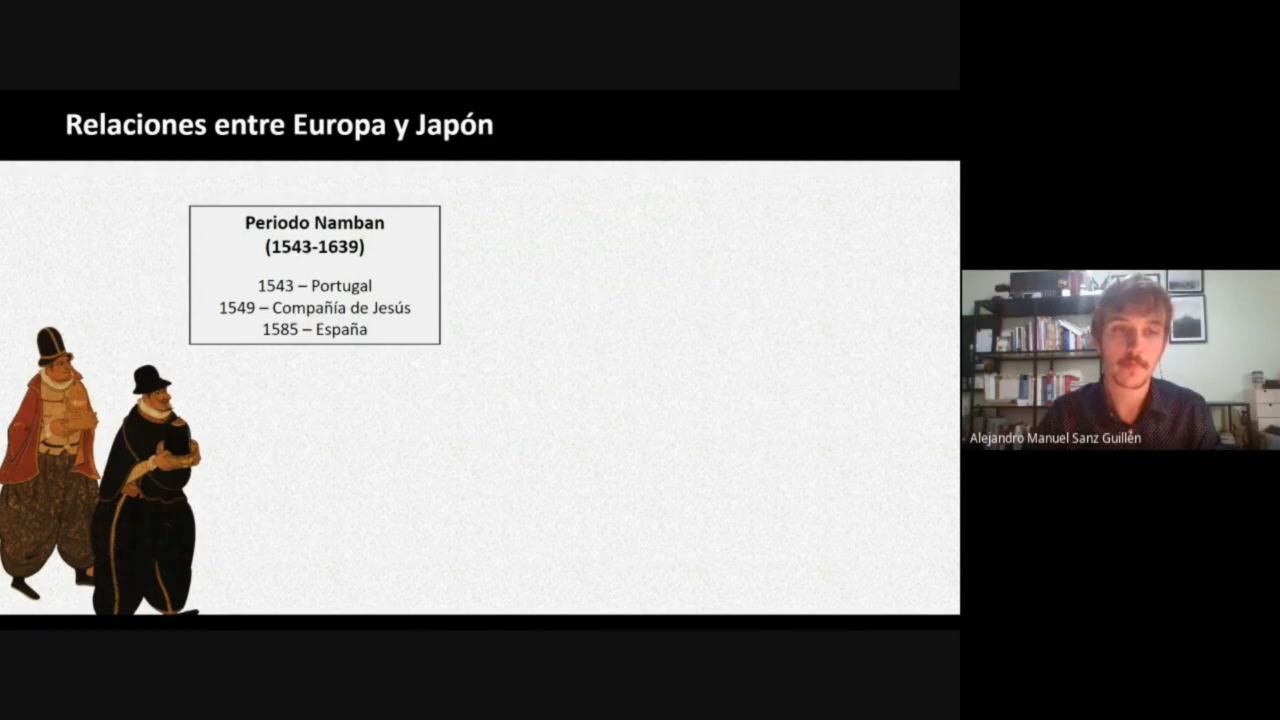 Relaciones entre Europa y Japón
Periodo Namban
(1543-1639)
1543 – Portugal
1549 – Compañía de Jesús
1585 – España
Alejandro Manuel Sanz Guillén